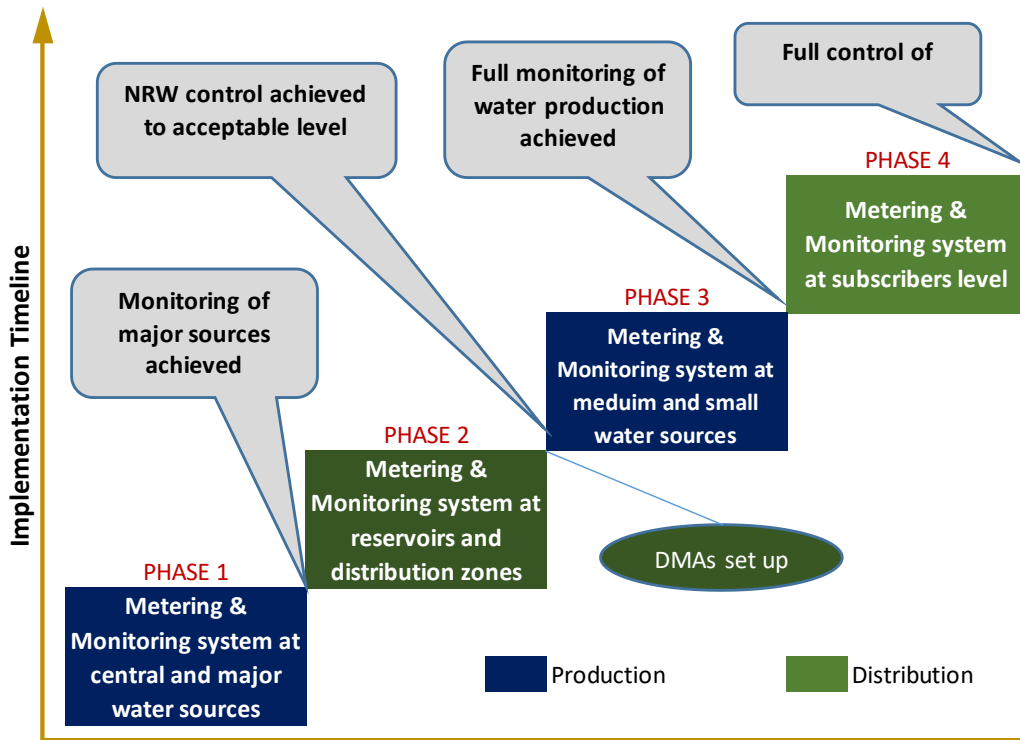 Full control of
Full monitoring of
water production
achieved
NRW control achieved
to acceptable level
PHASE 4
Metering &
Monitoring system
at subscribers level
Implementation Timeline
Monitoring of
major sources
achieved
PHASE 3
Metering &
Monitoring system at
meduim and small
water sources
PHASE 2
Metering &
Monitoring system at
reservoirs and
distribution zones
DMAs set up
PHASE 1
Metering &
Monitoring system at
central and major
water sources
Production
Distribution